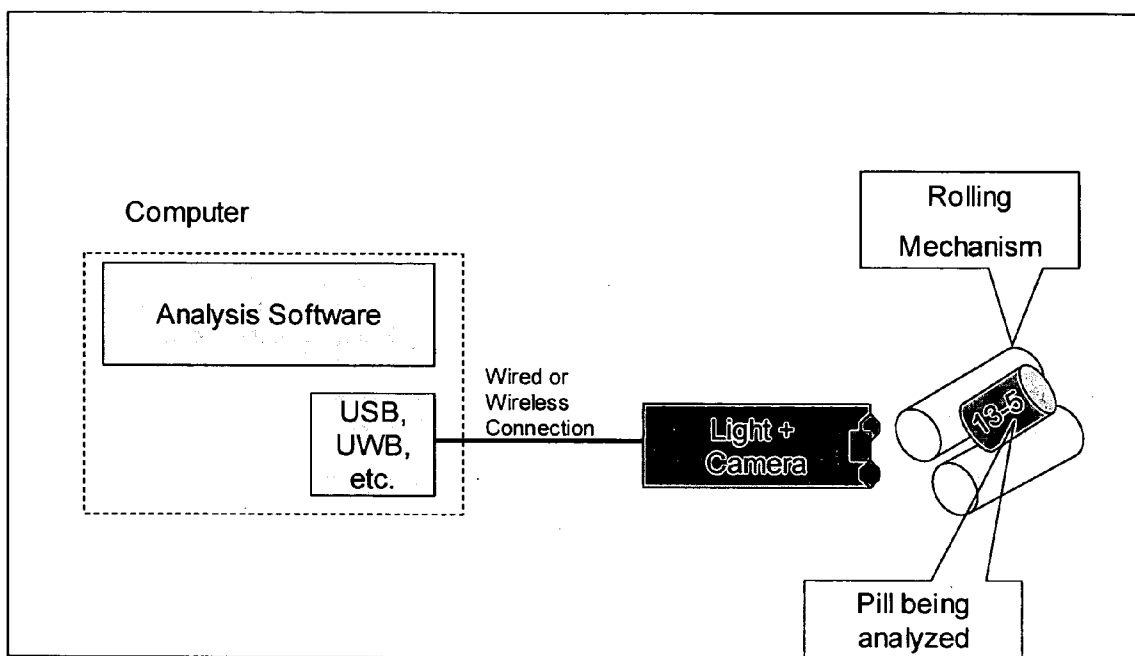 Computer
Analysis Software
USB,
UWB,
etc.
Wired or
Wireless
Connection
Light +
Camera
Rolling
Mechanism
13-5
Pill being
analyzed